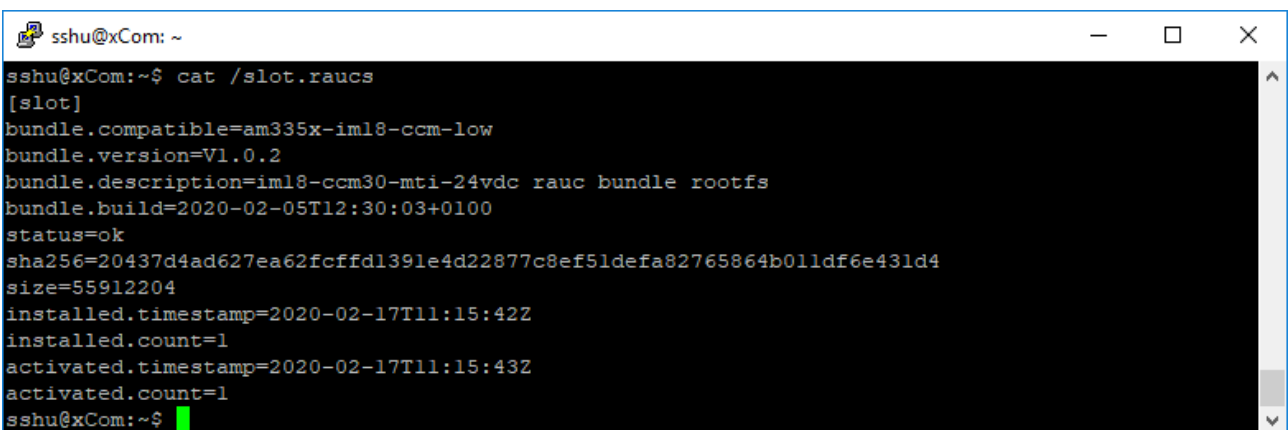 sshu@xCom: ~
sshu@xCom:~$ cat /slot.raucs
[slot]
bundle.compatible=am335x-im18-ccm-low
bundle.version=V1.0.2
bundle.description=im18-ccm30-mti-24vdc rauc bundle rootfs
bundle.build=2020-02-05T12:30:03+0100
status=ok
sha256=20437d4ad627ea62fcffd1391e4d22877c8ef51defa82765864b011df6e431d4
size=55912204
installed.timestamp=2020-02-17T11:15:42Z
installed.count=1
activated.timestamp=2020-02-17T11:15:43Z
activated.count=1
sshu@xCom:~$